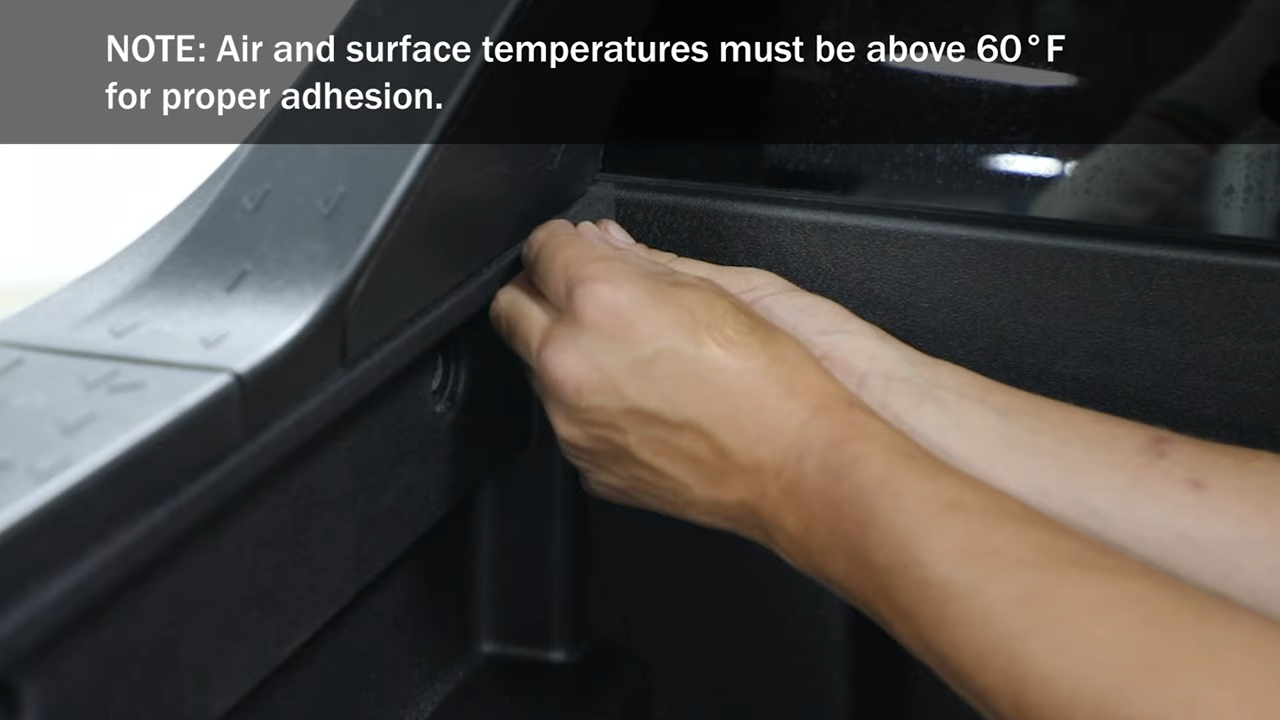 NOTE: Air and surface temperatures must be above 60°F
for proper adhesion.